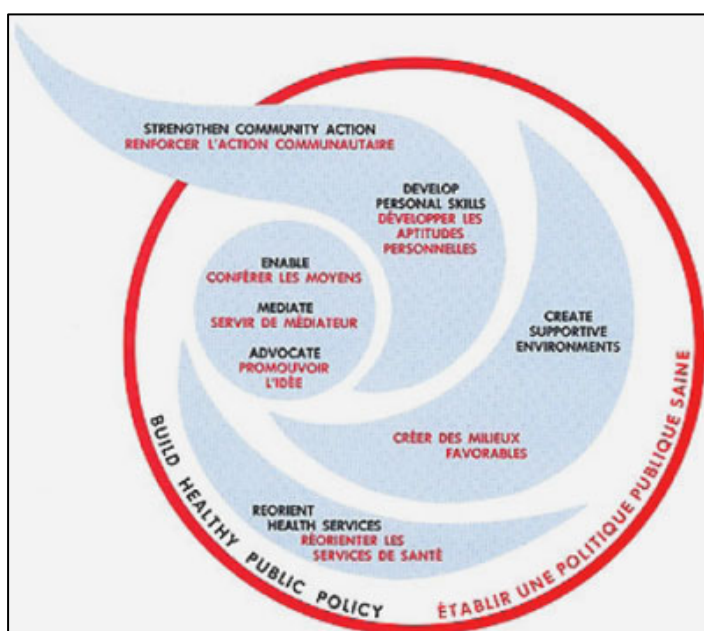 STRENGTHEN COMMUNITY ACTION
RENFORCER L'ACTION COMMUNAUTAIRE
DEVELOP
PERSONAL SKILLS
DÉVELOPPER LES
APTITUDES
PERSONNELLES
ENABLE
CONFÉRER LES MOYENS
MEDIATE
SERVIR DE MÉDIATEUR
ADVOCATE
PROMOUVOIR
L'IDÉE
CREATE
SUPPORTIVE
ENVIRONMENTS
CRÉER DES MILIEUX
FAVORABLES
REORIENT
HEALTH SERVICES
RÉORIENTER LES
SERVICES DE SANTÉ
BUILD HEALTHY PUBLIC POLICY
ÉTABLIR UNE POLITIQUE PUBLIQUE SAINE